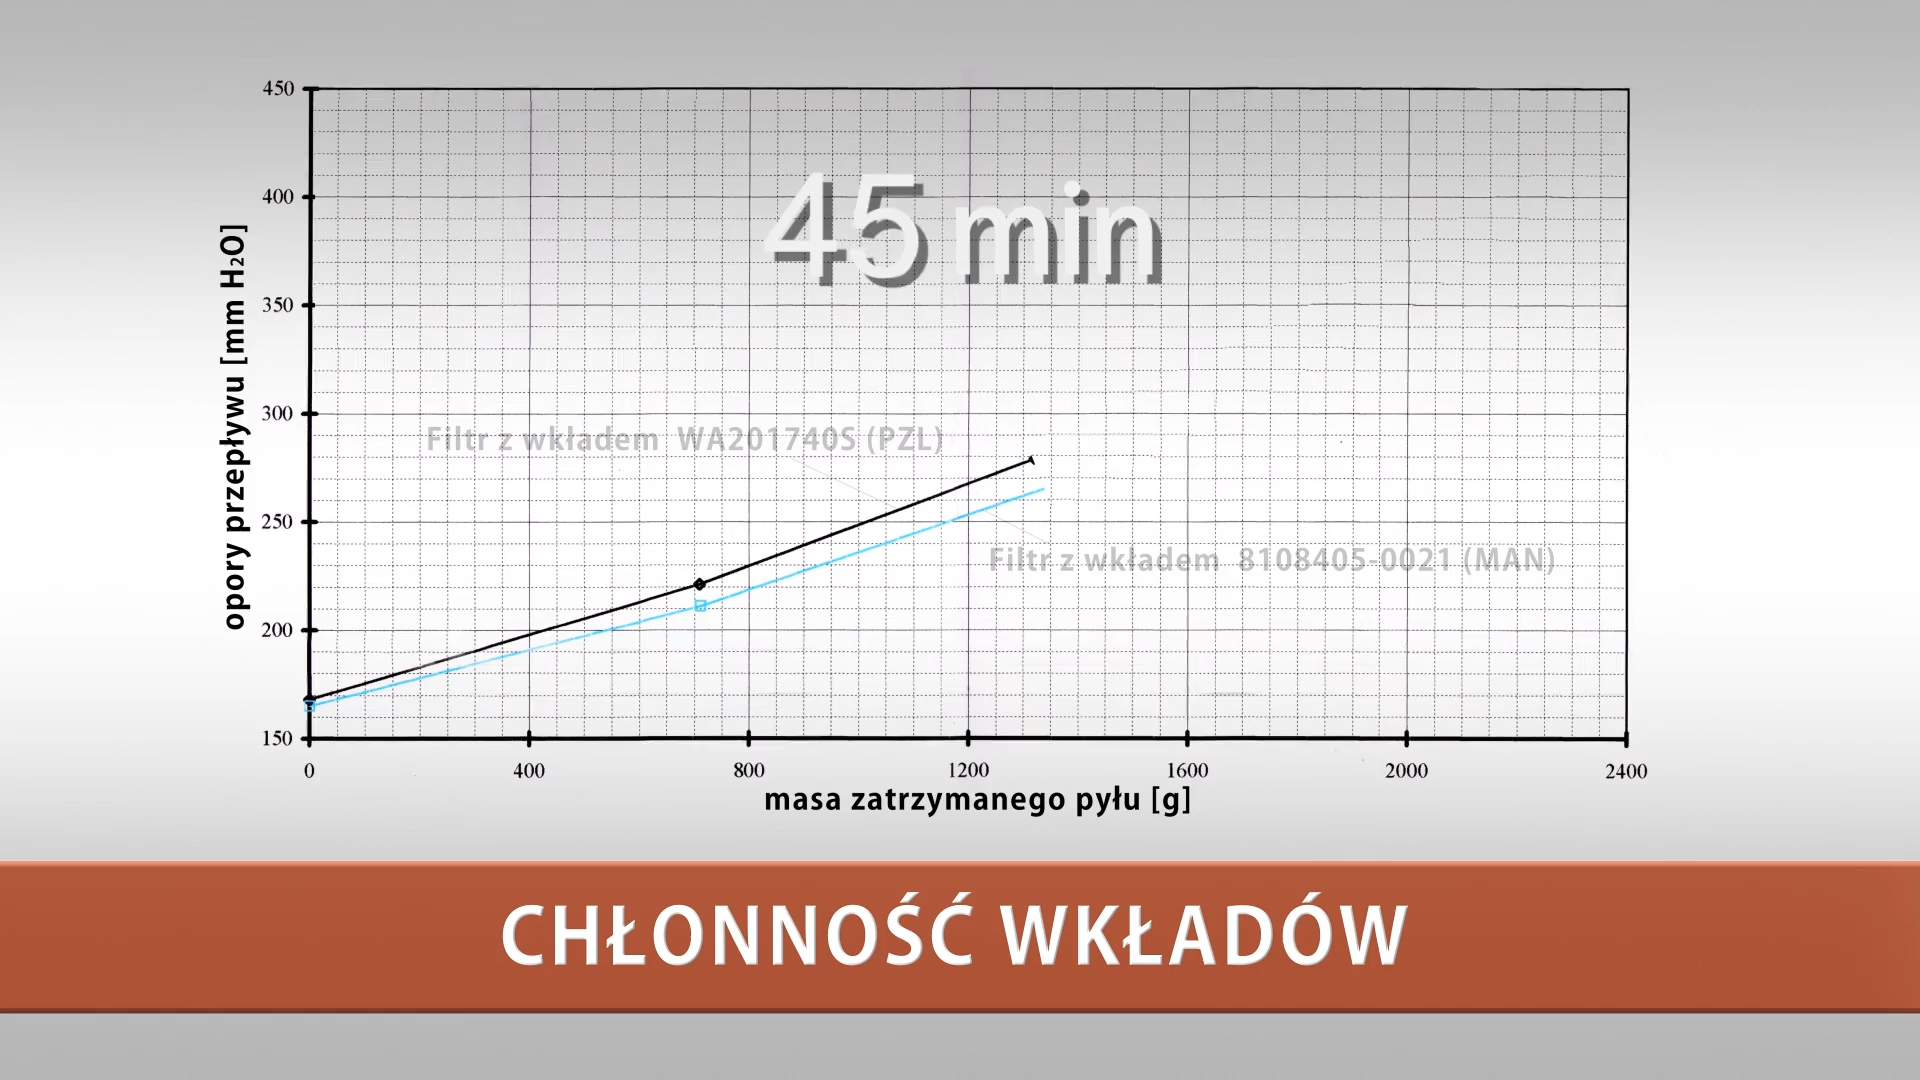 45 min
450
400
350
300
250
200
150
opory przepływu [mm H₂O]
Filtr z wkładem WA201740S (PZL)
Filtr z wkładem 8108405-0021 (MAN)
0 400 800 1200 1600 2000 2400
masa zatrzymanego pyłu [g]
CHŁONNOŚĆ WKŁADÓW